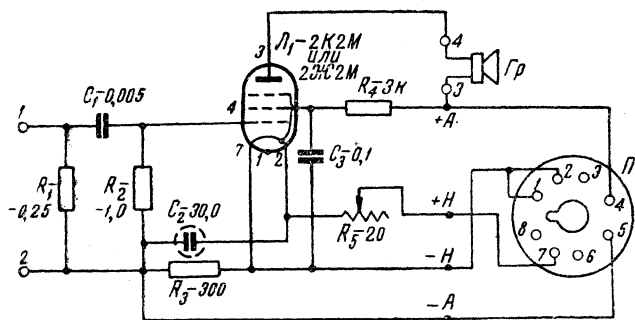 Л₁-2К2М
или
2Ж2М
3
4
Гр
3
С₁-0,005
1
4
R₄-3к
+А
7
1
2
С₃-0,1
П
R₁-
-0,25
R₂-
-1,0
С₂-30,0
+Н
R₅-20
1
2
3
4
5
6
7
8
2
R₃-300
-Н
-А